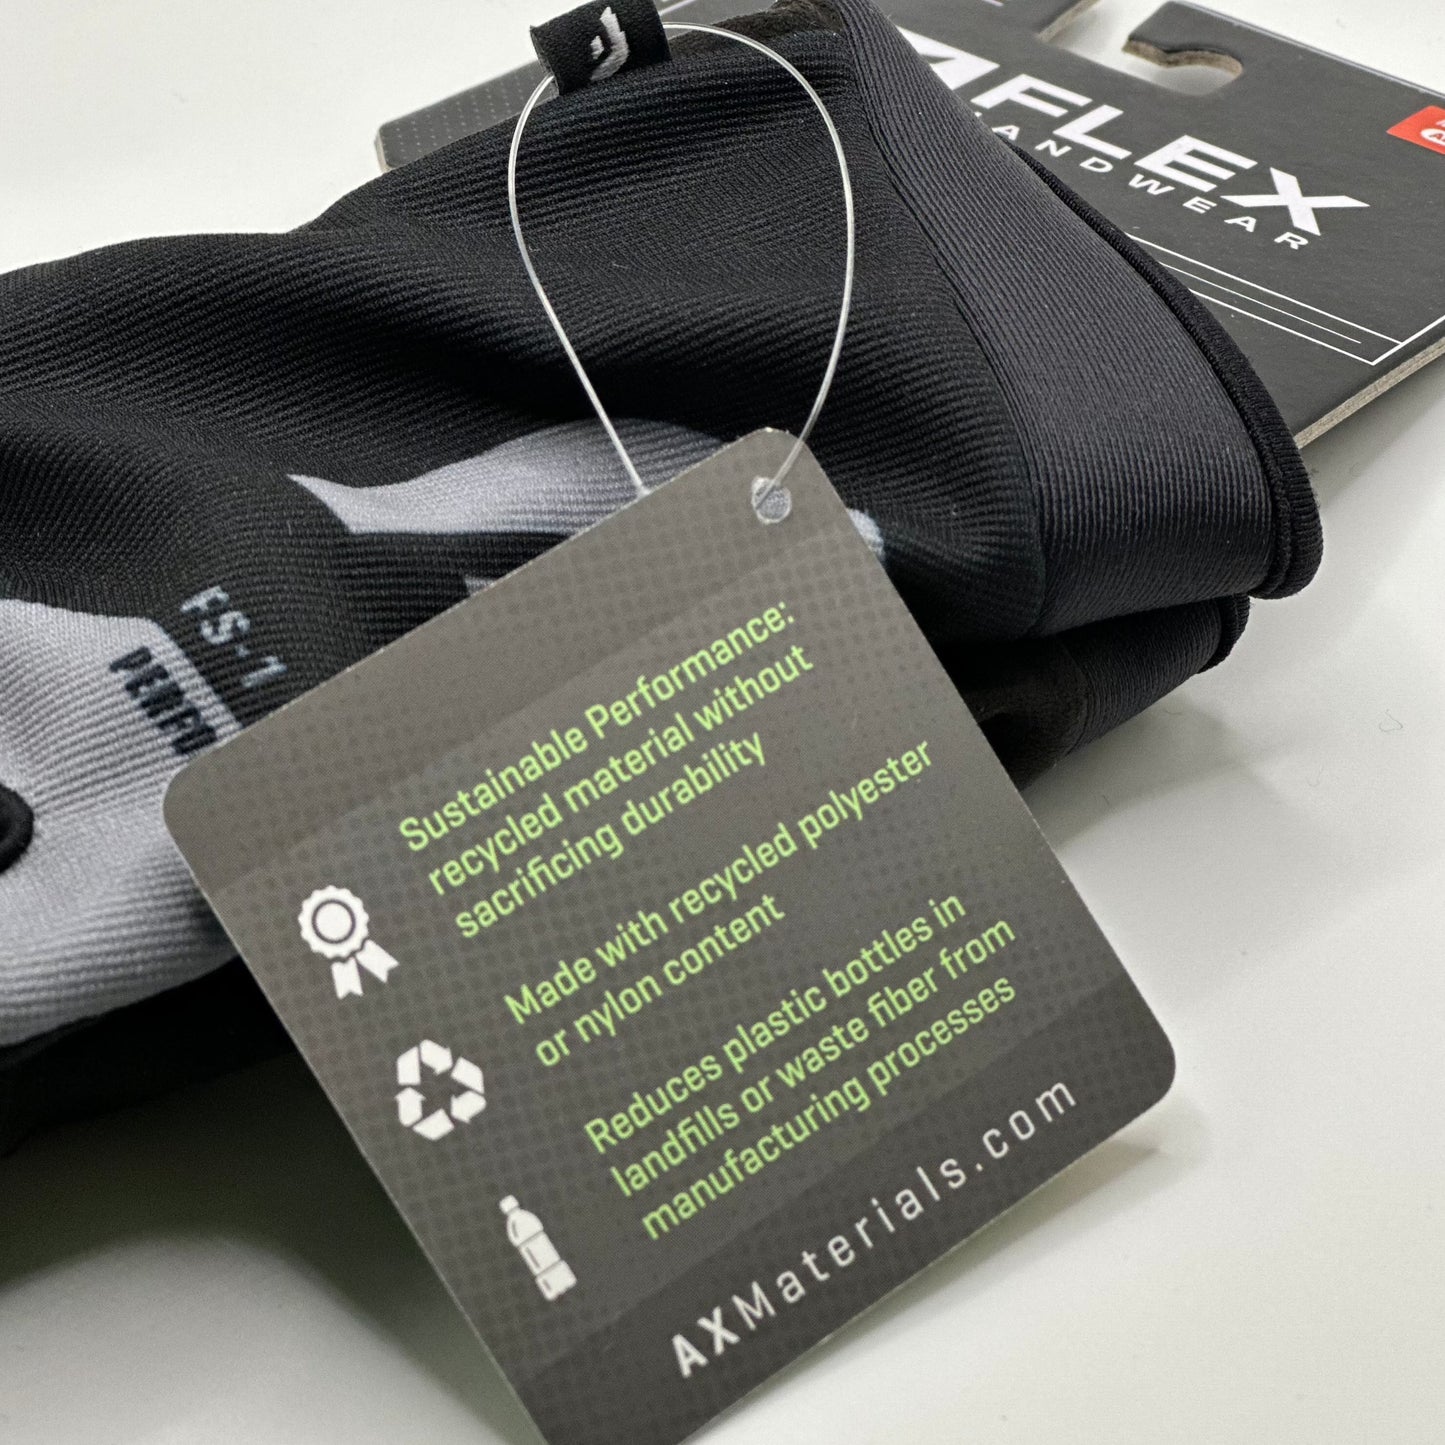 FLEX
HANDWEAR
FS-1
Sustainable Performance:
recycled material without
sacrificing durability
Made with recycled polyester
or nylon content
Reduces plastic bottles in
landfills or waste fiber from
manufacturing processes
AXMaterials.com